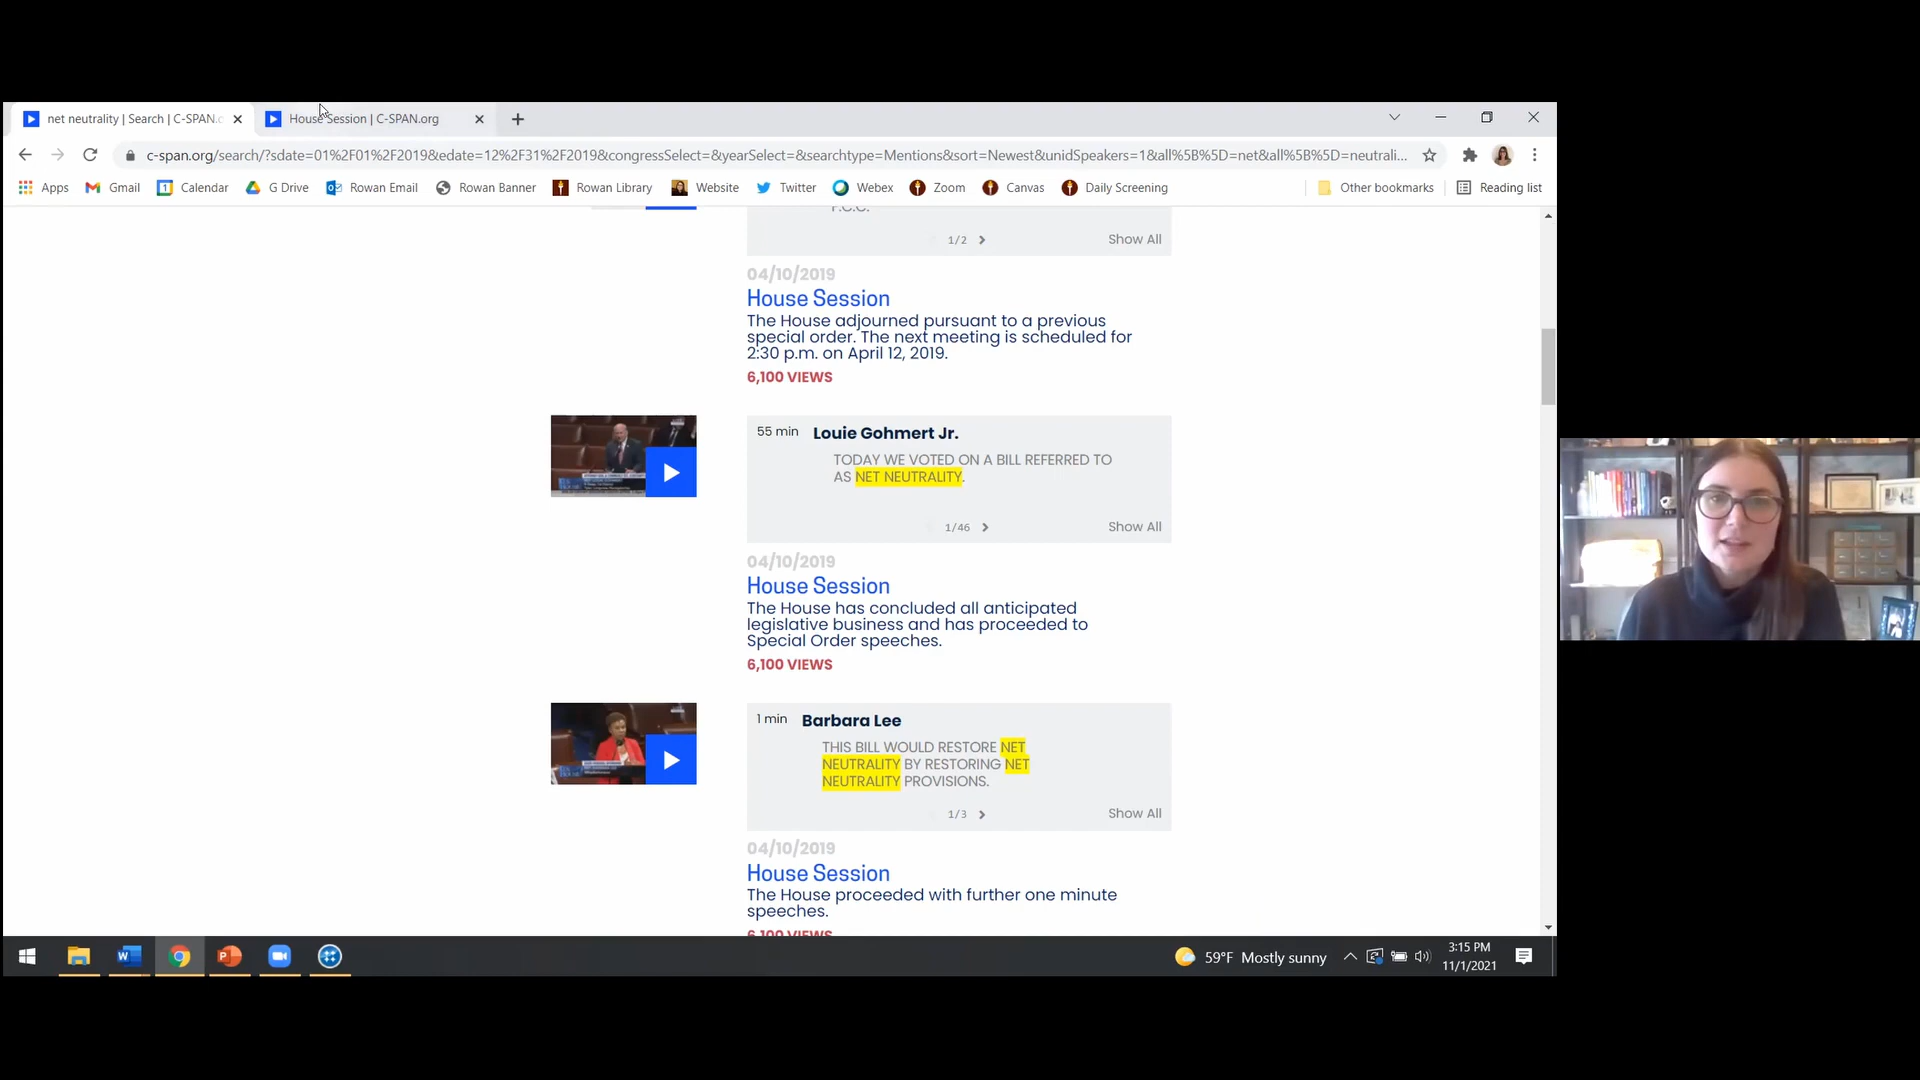 net neutrality | Search | C-SPAN.o
House Session | C-SPAN.org
c-span.org/search/?sdate=01%2F01%2F2019&edate=12%2F31%2F2019&congressSelect=&yearSelect=&searchtype=Mentions&sort=Newest&unidSpeakers=1&all%5B%5D=net&all%5B%5D=neutrali...
Apps Gmail Calendar G Drive Rowan Email Rowan Banner Rowan Library Website Twitter Webex Zoom Canvas Daily Screening Other bookmarks Reading list
F.C.C.
1/2 Show All
04/10/2019
House Session
The House adjourned pursuant to a previous
special order. The next meeting is scheduled for
2:30 p.m. on April 12, 2019.
6,100 VIEWS
55 min Louie Gohmert Jr.
TODAY WE VOTED ON A BILL REFERRED TO
AS NET NEUTRALITY.
1/46 Show All
04/10/2019
House Session
The House has concluded all anticipated
legislative business and has proceeded to
Special Order speeches.
6,100 VIEWS
1 min Barbara Lee
THIS BILL WOULD RESTORE NET
NEUTRALITY BY RESTORING NET
NEUTRALITY PROVISIONS.
1/3 Show All
04/10/2019
House Session
The House proceeded with further one minute
speeches.
6,100 VIEWS
59°F Mostly sunny
3:15 PM
11/1/2021